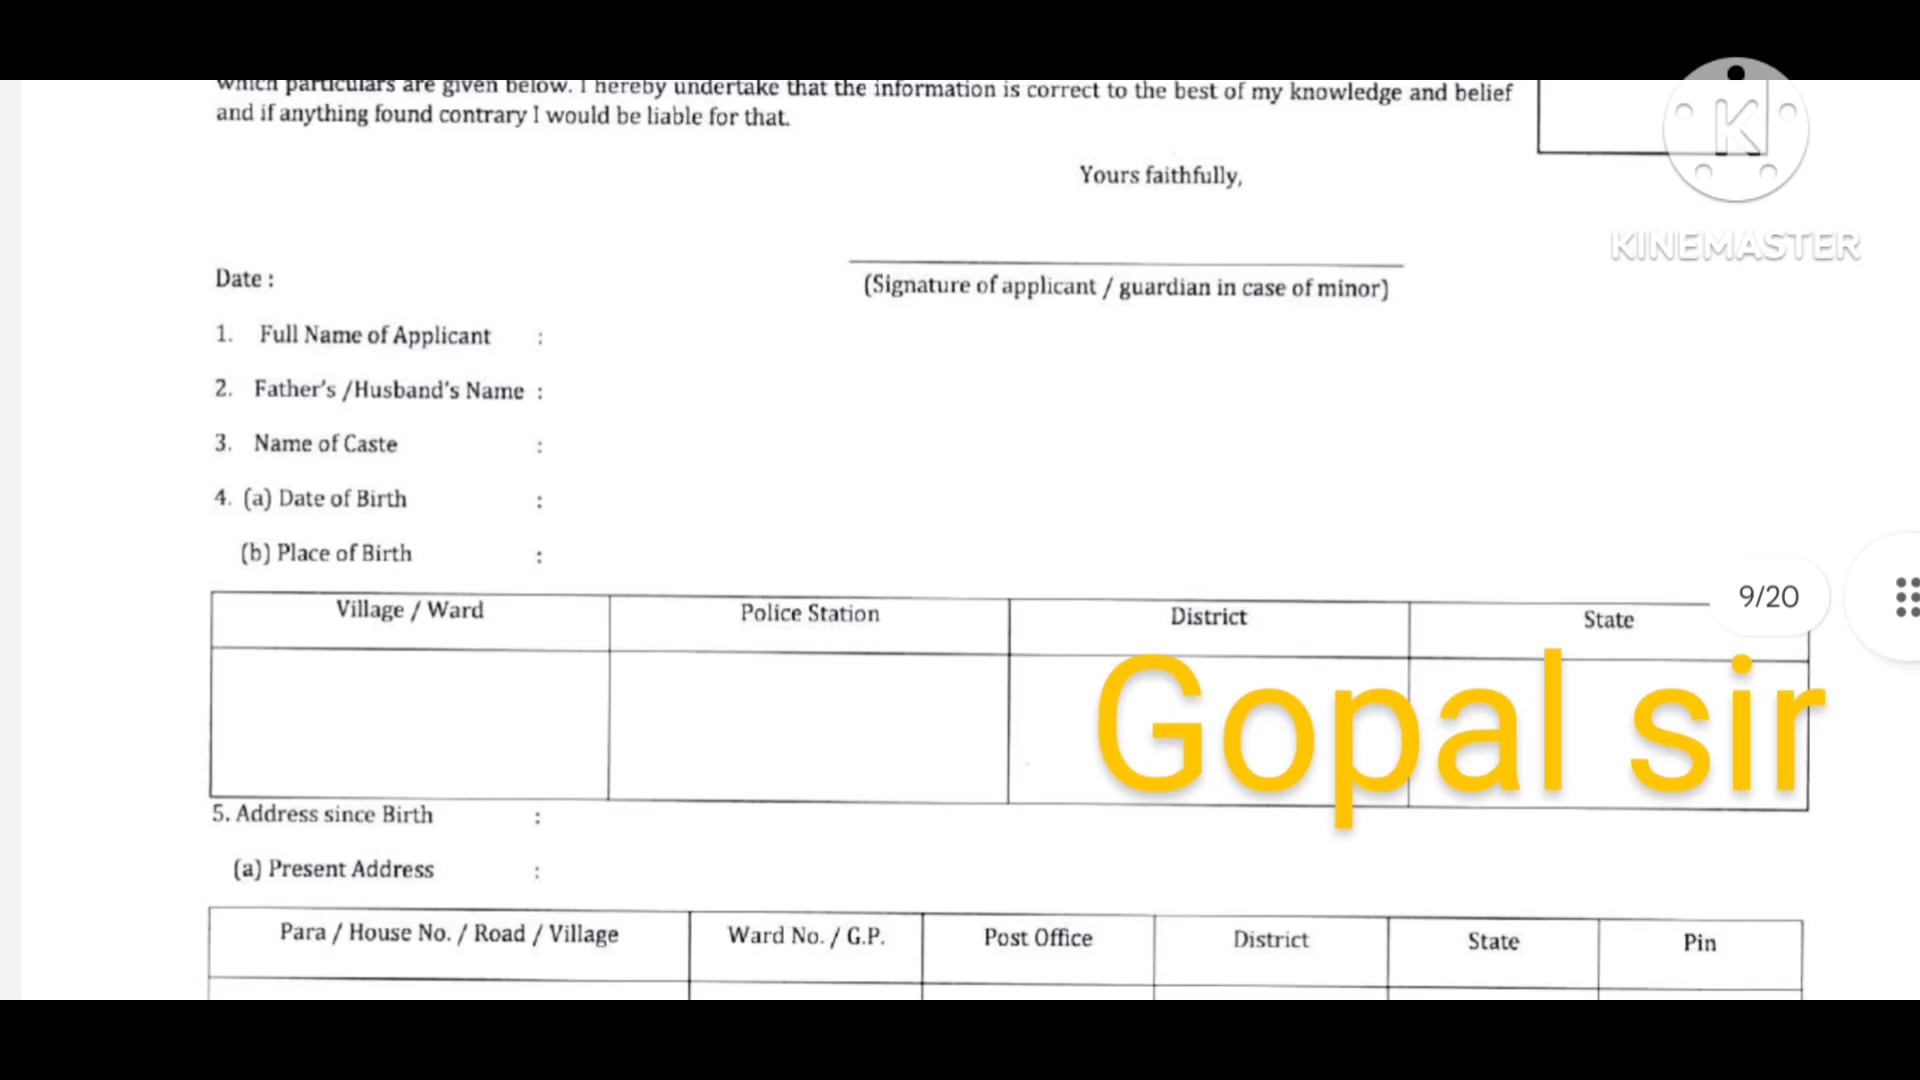 which particulars are given below. I hereby undertake that the information is correct to the best of my knowledge and belief
and if anything found contrary I would be liable for that.
K
KINEMASTER
Yours faithfully,
Date :
(Signature of applicant / guardian in case of minor)
1. Full Name of Applicant :
2. Father's /Husband's Name :
3. Name of Caste :
4. (a) Date of Birth :
(b) Place of Birth :
9/20
Village / Ward Police Station District State
Gopal sir
5. Address since Birth :
(a) Present Address :
Para / House No. / Road / Village Ward No. / G.P. Post Office District State Pin